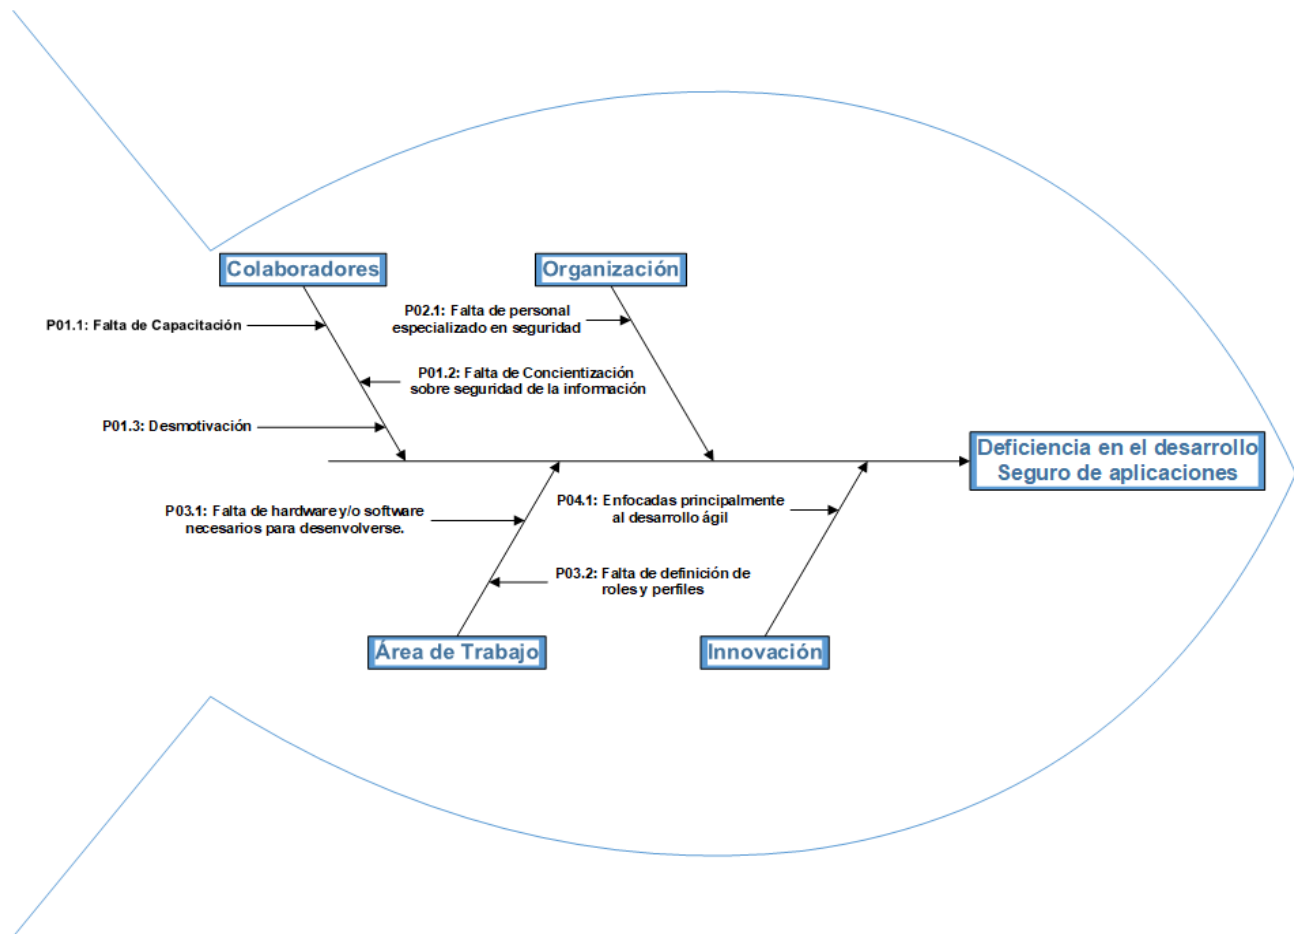 Colaboradores
Organización
P01.1: Falta de Capacitación
P02.1: Falta de personal
especializado en seguridad
P01.2: Falta de Concientización
sobre seguridad de la información
P01.3: Desmotivación
Deficiencia en el desarrollo
Seguro de aplicaciones
P03.1: Falta de hardware y/o software
necesarios para desenvolverse.
P04.1: Enfocadas principalmente
al desarrollo ágil
P03.2: Falta de definición de
roles y perfiles
Área de Trabajo
Innovación